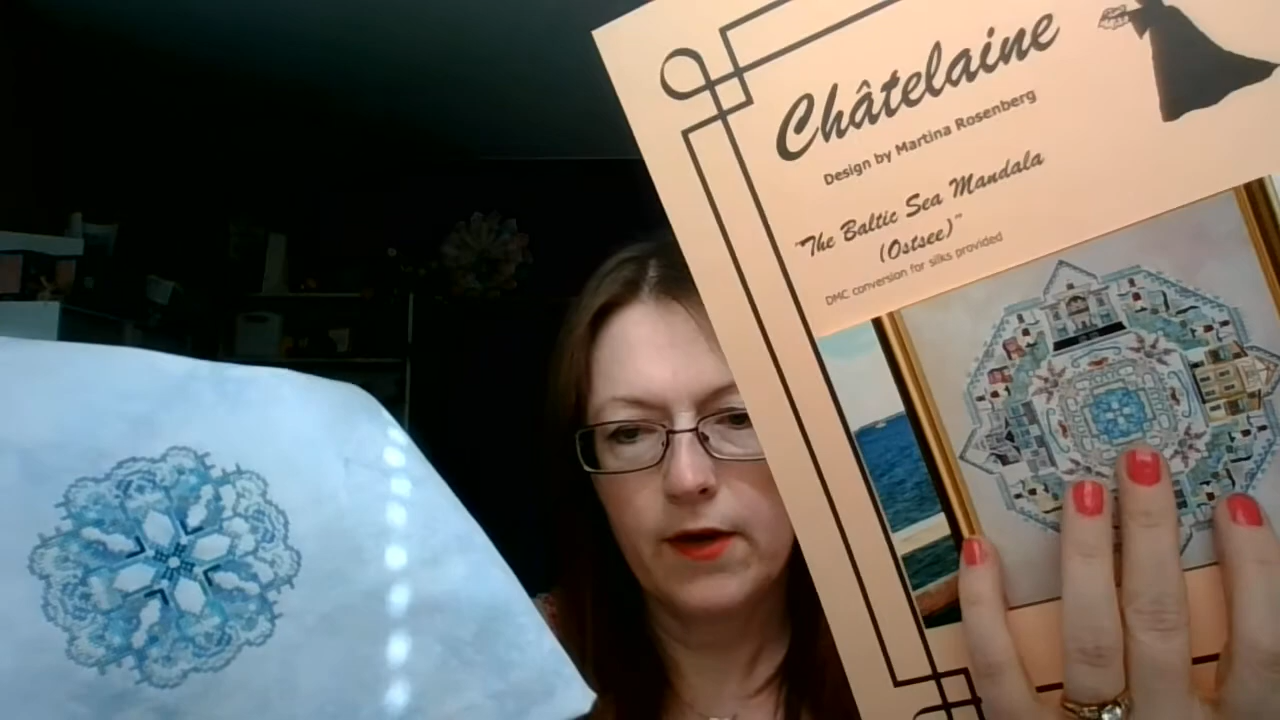 Châtelaine
Design by Martina Rosenberg
"The Baltic Sea Mandala
(Ostsee)"
DMC conversion for silks provided